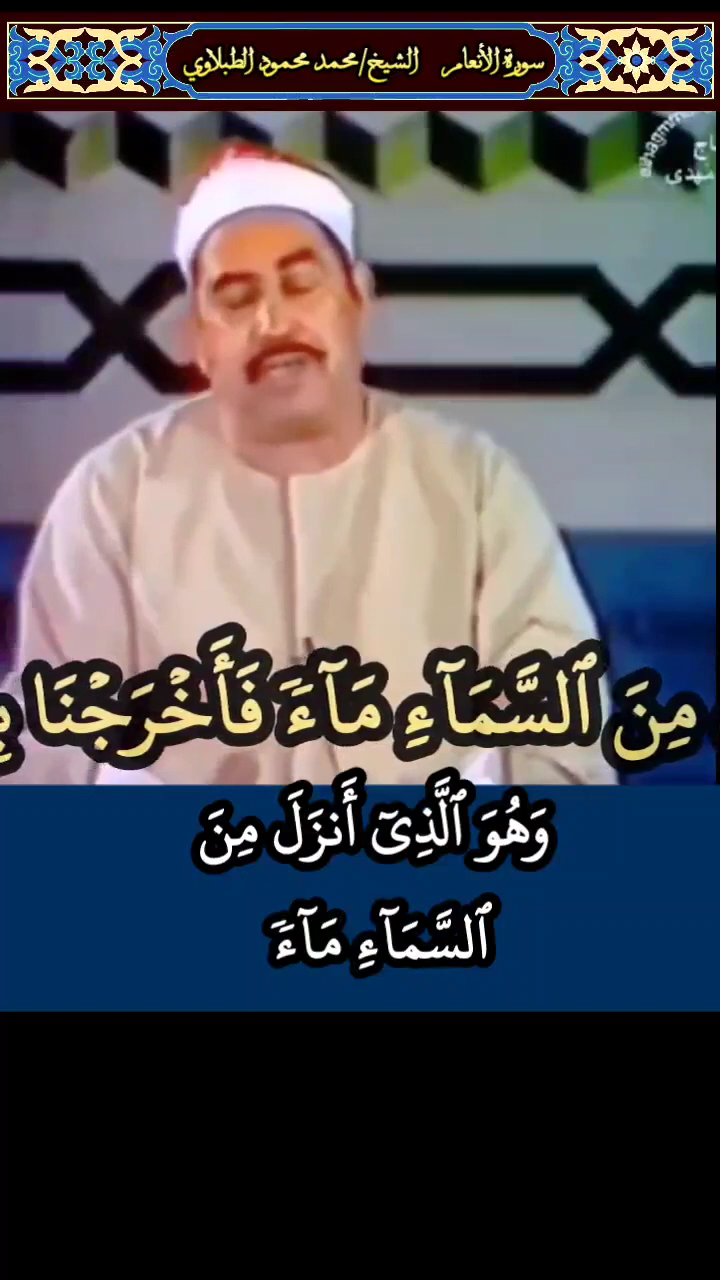 سورة الأنعام الشيخ/محمد محمود الطبلاوي
مِنَ ٱلسَّمَآءِ مَآءَ فَأَخْرَجْنَا
وَهُوَ ٱلَّذِىٓ أَنزَلَ مِنَ
ٱلسَّمَآءِ مَآءَ